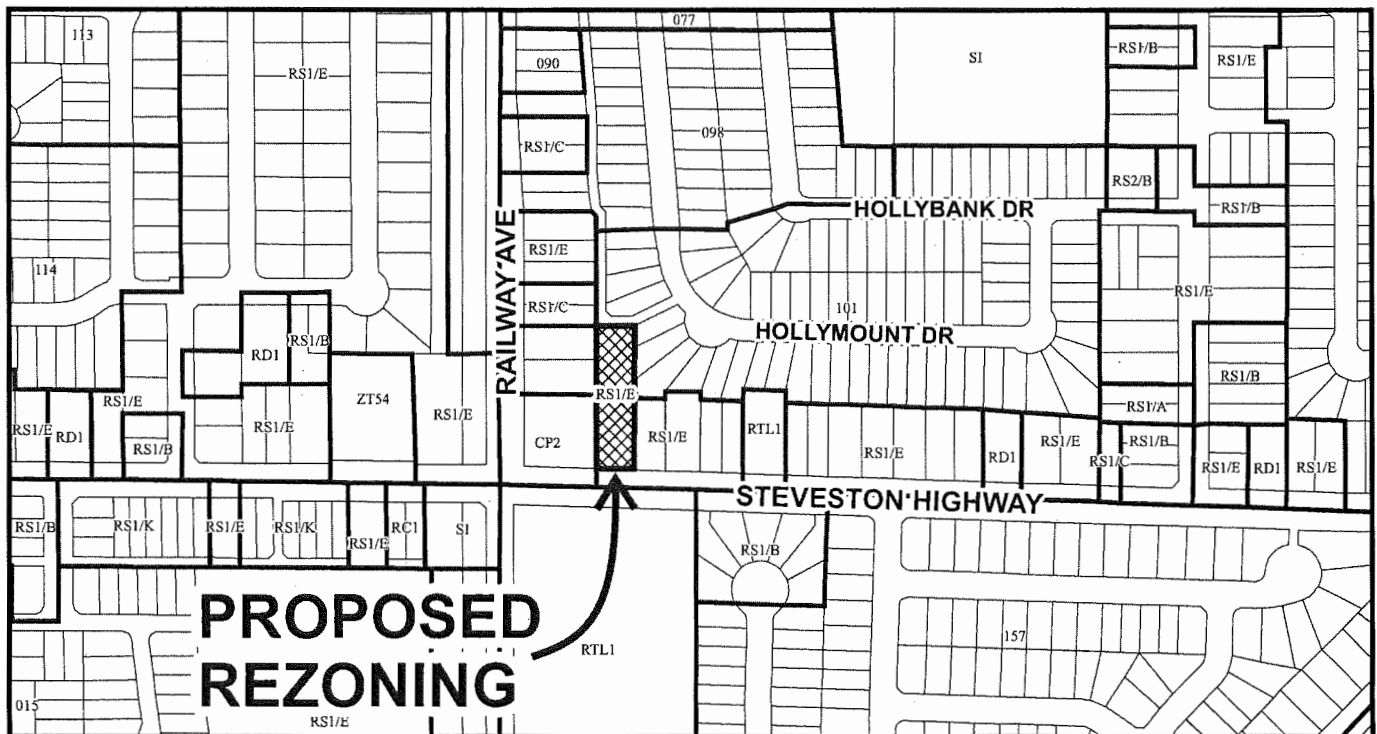 077
113
RS1/B
SI
RS1/E
090
RS1/E
098
RS1/C
RS2/B
RS1/B
HOLLYBANK DR
RAILWAY AVE
RS1/E
114
RS1/E
RS1/C
101
HOLLYMOUNT DR
RD1
RS1/B
RS1/B
RS1/E
ZT54
RS1/E
RS1/A
RS1/E
RS1/E
RD1
RS1/B
RS1/E
CP2
RS1/E
RTL1
RS1/E
RD1
RS1/E
RS1/C
RS1/B
RS1/E
RD1
RS1/E
STEVESTON HIGHWAY
RS1/B
RS1/K
RS1/E
RS1/K
RS1/E
RC1
SI
RS1/B
PROPOSED
REZONING
RTL1
157
015
RS1/E